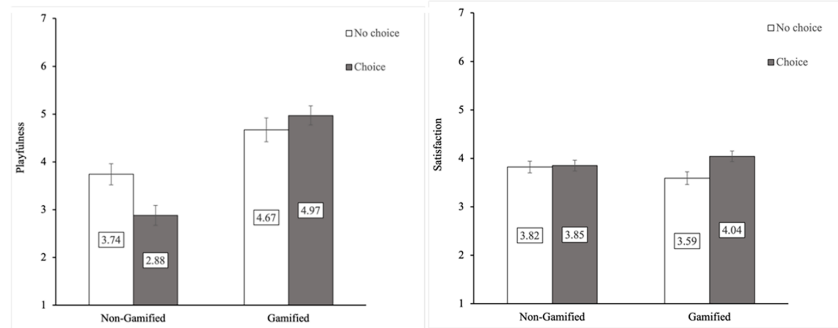 7
6
5
4
3
2
1
Playfulness
No choice
Choice
3.74
2.88
4.67
4.97
Non-Gamified
Gamified
7
6
5
4
3
2
1
Satisfaction
No choice
Choice
3.82
3.85
3.59
4.04
Non-Gamified
Gamified